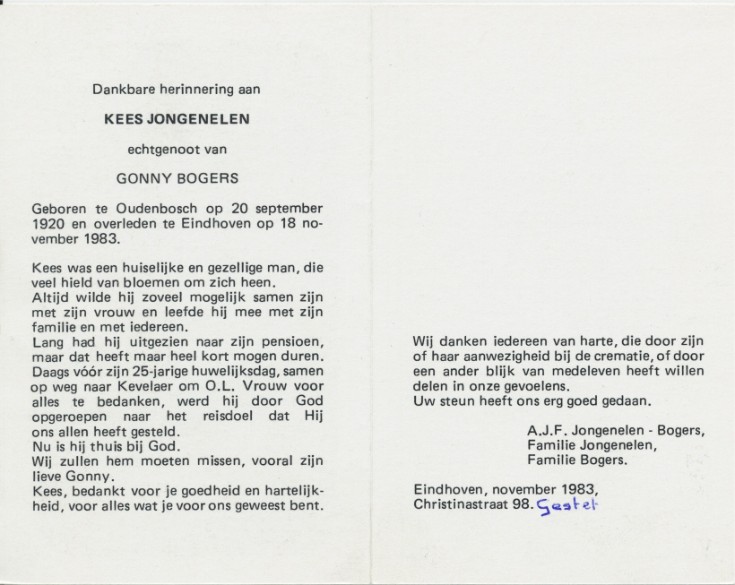 Dankbare herinnering aan
KEES JONGENELEN
echtgenoot van
GONNY BOGERS
Geboren te Oudenbosch op 20 september
1920 en overleden te Eindhoven op 18 no-
vember 1983.
Kees was een huiselijke en gezellige man, die
veel hield van bloemen om zich heen.
Altijd wilde hij zoveel mogelijk samen zijn
met zijn vrouw en leefde hij mee met zijn
familie en met iedereen.
Lang had hij uitgezien naar zijn pensioen,
maar dat heeft maar heel kort mogen duren.
Daags vóór zijn 25-jarige huwelijksdag, samen
op weg naar Kevelaer om O.L. Vrouw voor
alles te bedanken, werd hij door God
opgeroepen naar het reisdoel dat Hij
ons allen heeft gesteld.
Nu is hij thuis bij God.
Wij zullen hem moeten missen, vooral zijn
lieve Gonny.
Kees, bedankt voor je goedheid en hartelijk-
heid, voor alles wat je voor ons geweest bent.
Wij danken iedereen van harte, die door zijn
of haar aanwezigheid bij de crematie, of door
een ander blijk van medeleven heeft willen
delen in onze gevoelens.
Uw steun heeft ons erg goed gedaan.
A.J.F. Jongenelen - Bogers,
Familie Jongenelen,
Familie Bogers.
Eindhoven, november 1983,
Christinastraat 98. Gestel